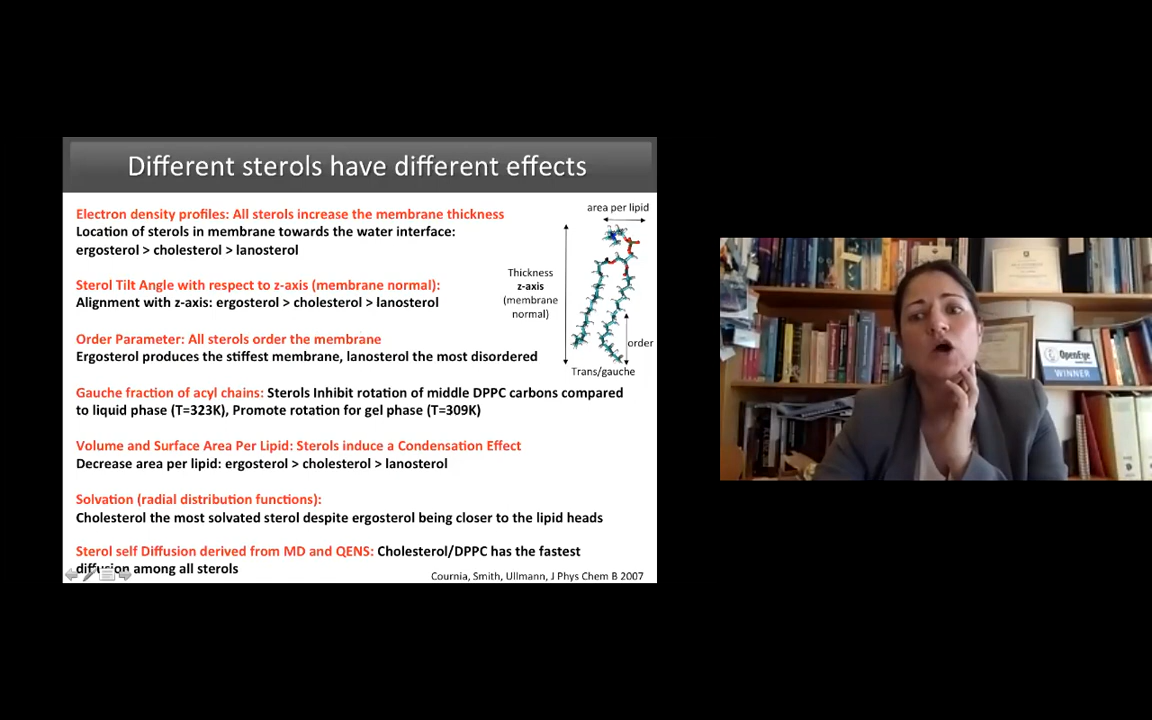 Different sterols have different effects
Electron density profiles: All sterols increase the membrane thickness
Location of sterols in membrane towards the water interface:
ergosterol > cholesterol > lanosterol
Sterol Tilt Angle with respect to z-axis (membrane normal):
Alignment with z-axis: ergosterol > cholesterol > lanosterol
Order Parameter: All sterols order the membrane
Ergosterol produces the stiffest membrane, lanosterol the most disordered
Gauche fraction of acyl chains: Sterols Inhibit rotation of middle DPPC carbons compared
to liquid phase (T=323K), Promote rotation for gel phase (T=309K)
Volume and Surface Area Per Lipid: Sterols induce a Condensation Effect
Decrease area per lipid: ergosterol > cholesterol > lanosterol
Solvation (radial distribution functions):
Cholesterol the most solvated sterol despite ergosterol being closer to the lipid heads
Sterol self Diffusion derived from MD and QENS: Cholesterol/DPPC has the fastest
diffusion among all sterols
Cournia, Smith, Ullmann, J Phys Chem B 2007
area per lipid
Thickness
z-axis
(membrane
normal)
order
Trans/gauche
OpenEye
WINNER